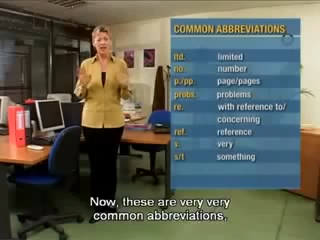 COMMON ABBREVIATIONS
ltd. limited
no. number
p./pp. page/pages
probs. problems
re. with reference to/
concerning
ref. reference
v. very
s/t something
Now, these are very very
common abbreviations,